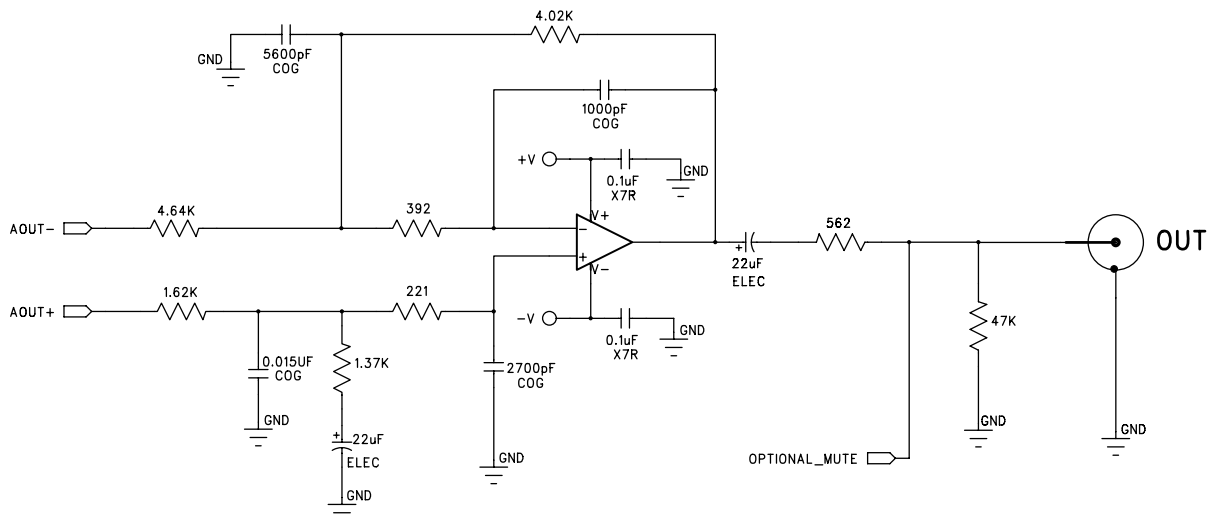 4.02K
GND
5600pF
COG
1000pF
COG
+V
GND
0.1uF
X7R
4.64K
392
V+
AOUT-
−
562
OUT
+
22uF
ELEC
+
V-
1.62K
221
AOUT+
-V
GND
0.1uF
X7R
47K
0.015UF
COG
1.37K
2700pF
COG
GND
GND
GND
+
22uF
ELEC
GND
OPTIONAL_MUTE
GND